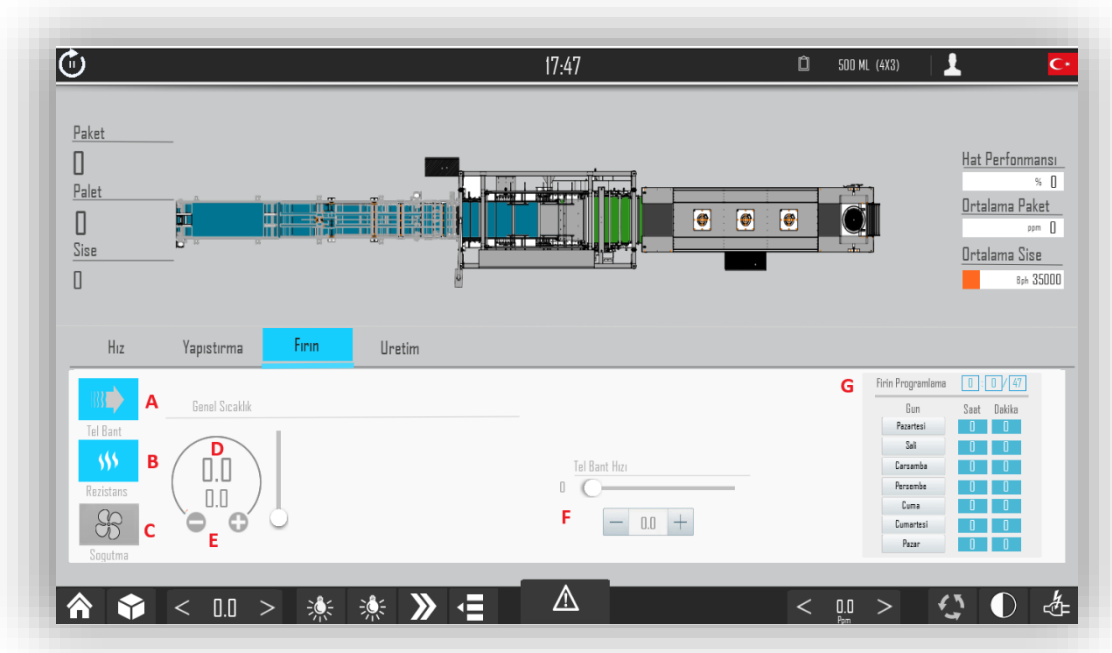 17:47
500 ML (4X3)
Paket
0
Palet
0
Sise
0
Hat Perfonmansı
% 0
Ortalama Paket
ppm 0
Ortalama Sise
Bph 35000
Hız
Yapıstırma
Fırın
Uretim
A
Tel Bant
B
Rezistans
C
Sogutma
Genel Sıcaklık
D
0.0
0.0
E
Tel Bant Hızı
0
F
0.0
G
Firin Programlama 0 : 0 / 47
Gun Saat Dakika
Pazartesi 0 0
Sali 0 0
Carsamba 0 0
Persembe 0 0
Cuma 0 0
Cumartesi 0 0
Pazar 0 0
< 0.0 >
< 0.0 >
Ppm